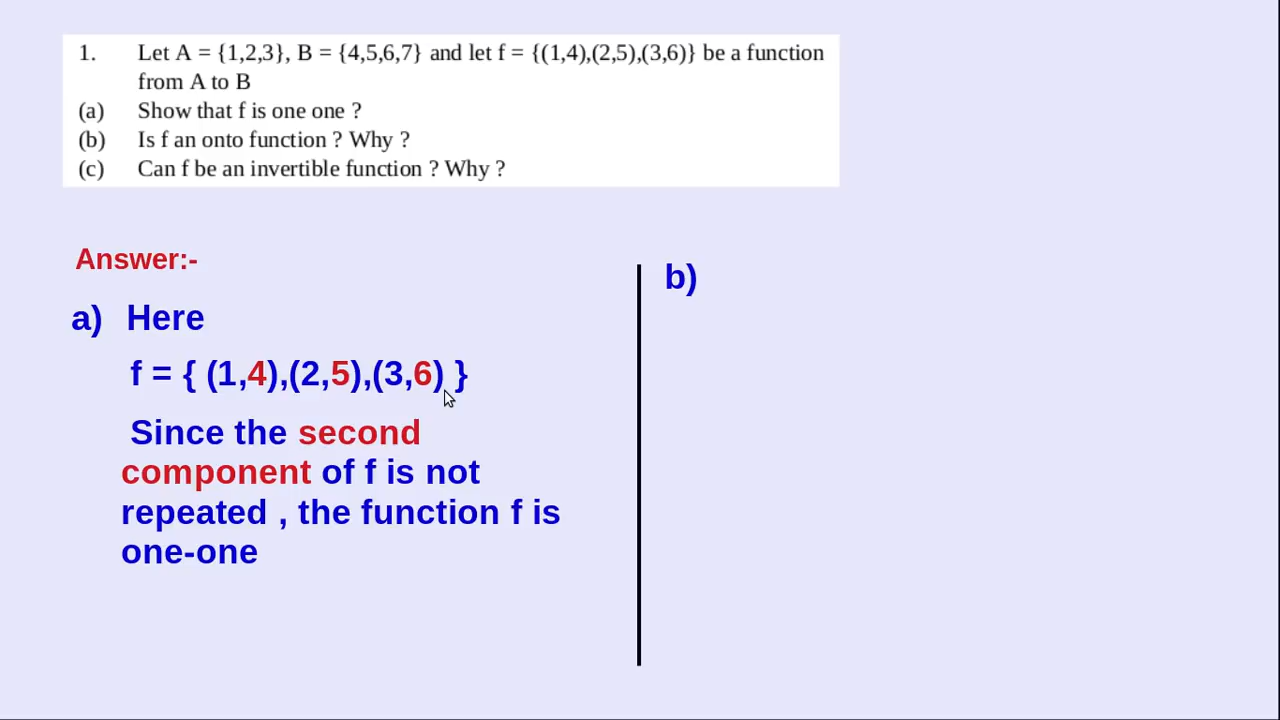 1. Let A = {1,2,3}, B = {4,5,6,7} and let f = {(1,4),(2,5),(3,6)} be a function
from A to B
(a) Show that f is one one ?
(b) Is f an onto function ? Why ?
(c) Can f be an invertible function ? Why ?
Answer:-
a) Here
f = { (1,4),(2,5),(3,6) }
Since the second
component of f is not
repeated , the function f is
one-one
b)